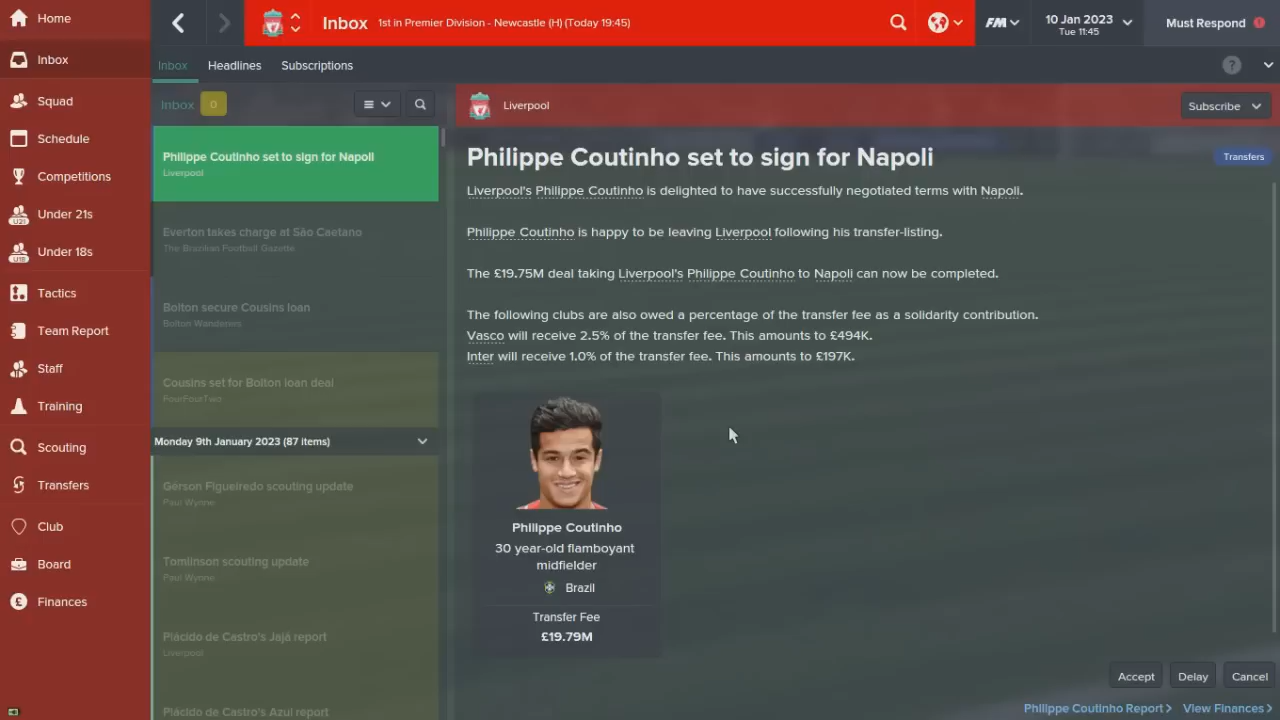 Home
Inbox
Squad
Schedule
Competitions
Under 21s
Under 18s
Tactics
Team Report
Staff
Training
Scouting
Transfers
Club
Board
Finances
Inbox 1st in Premier Division - Newcastle (H) (Today 19:45)
FM
10 Jan 2023
Tue 11:45
Must Respond
Inbox Headlines Subscriptions
Inbox 0
Philippe Coutinho set to sign for Napoli
Liverpool
Everton takes charge at São Caetano
The Brazilian Football Gazette
Bolton secure Cousins loan
Bolton Wanderers
Cousins set for Bolton loan deal
FourFourTwo
Monday 9th January 2023 (87 items)
Gérson Figueiredo scouting update
Paul Wynne
Tomlinson scouting update
Paul Wynne
Plácido de Castro's Jajá report
Liverpool
Plácido de Castro's Azul report
Liverpool
Subscribe
Philippe Coutinho set to sign for Napoli
Transfers
Liverpool's Philippe Coutinho is delighted to have successfully negotiated terms with Napoli.
Philippe Coutinho is happy to be leaving Liverpool following his transfer-listing.
The £19.75M deal taking Liverpool's Philippe Coutinho to Napoli can now be completed.
The following clubs are also owed a percentage of the transfer fee as a solidarity contribution.
Vasco will receive 2.5% of the transfer fee. This amounts to £494K.
Inter will receive 1.0% of the transfer fee. This amounts to £197K.
Philippe Coutinho
30 year-old flamboyant
midfielder
Brazil
Transfer Fee
£19.79M
Accept Delay Cancel
Philippe Coutinho Report View Finances